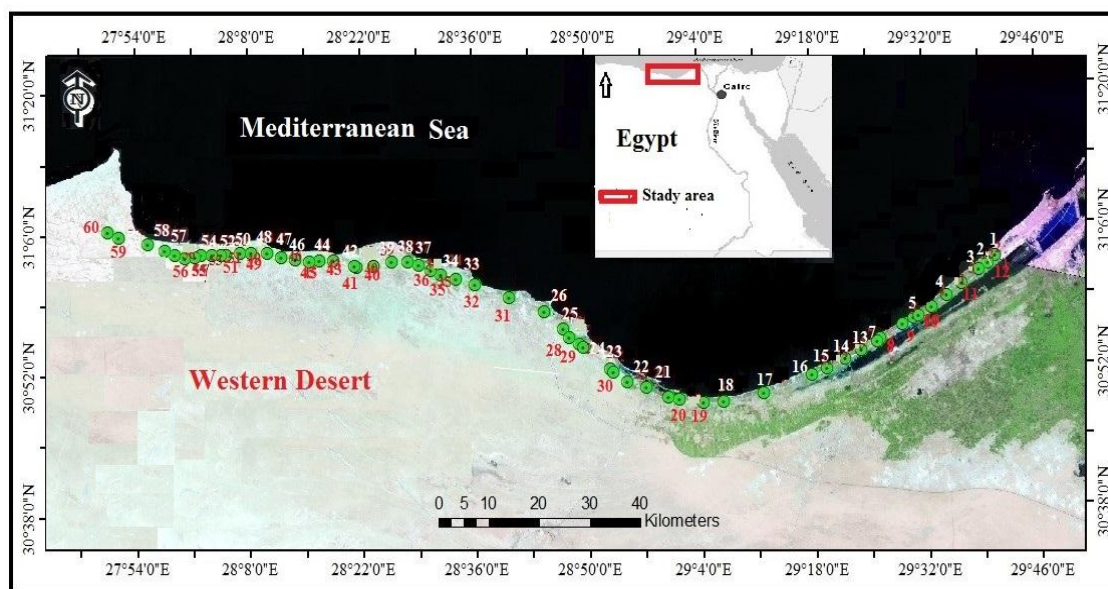 27°54'0"E 28°8'0"E 28°22'0"E 28°36'0"E 28°50'0"E 29°4'0"E 29°18'0"E 29°32'0"E 29°46'0"E
31°20'0"N
31°6'0"N
30°52'0"N
30°38'0"N
N
Mediterranean Sea
Cairo
Egypt
Stady area
Western Desert
60 59 58 57 56 54 52 51 50 49 48 47 46 45 44 43 42 41 40 39 38 37 36 35 34 33 32 31
26 25 28 29 24 23 30 22 21 20 19 18 17 16 15 14 13 7 8 9 5 10 4 11 3 2 1 12
0 5 10 20 30 40
Kilometers
31°20'0"N
31°6'0"N
30°52'0"N
30°38'0"N
27°54'0"E 28°8'0"E 28°22'0"E 28°36'0"E 28°50'0"E 29°4'0"E 29°18'0"E 29°32'0"E 29°46'0"E